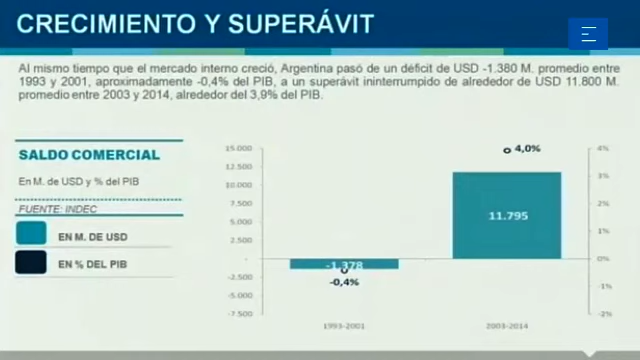 CRECIMIENTO Y SUPERÁVIT
Al mismo tiempo que el mercado interno creció, Argentina pasó de un déficit de USD -1.380 M. promedio entre
1993 y 2001, aproximadamente -0,4% del PIB, a un superávit ininterrumpido de alrededor de USD 11.800 M.
promedio entre 2003 y 2014, alrededor del 3,9% del PIB.
SALDO COMERCIAL
En M. de USD y % del PIB
FUENTE: INDEC
EN M. DE USD
EN % DEL PIB
15.000
12.500
10.000
7.500
5.000
2.500
-
-2.500
-5.000
-7.500
4,0%
11.795
-1.378
-0,4%
4%
3%
2%
1%
0%
-1%
-2%
1993-2001
2003-2014